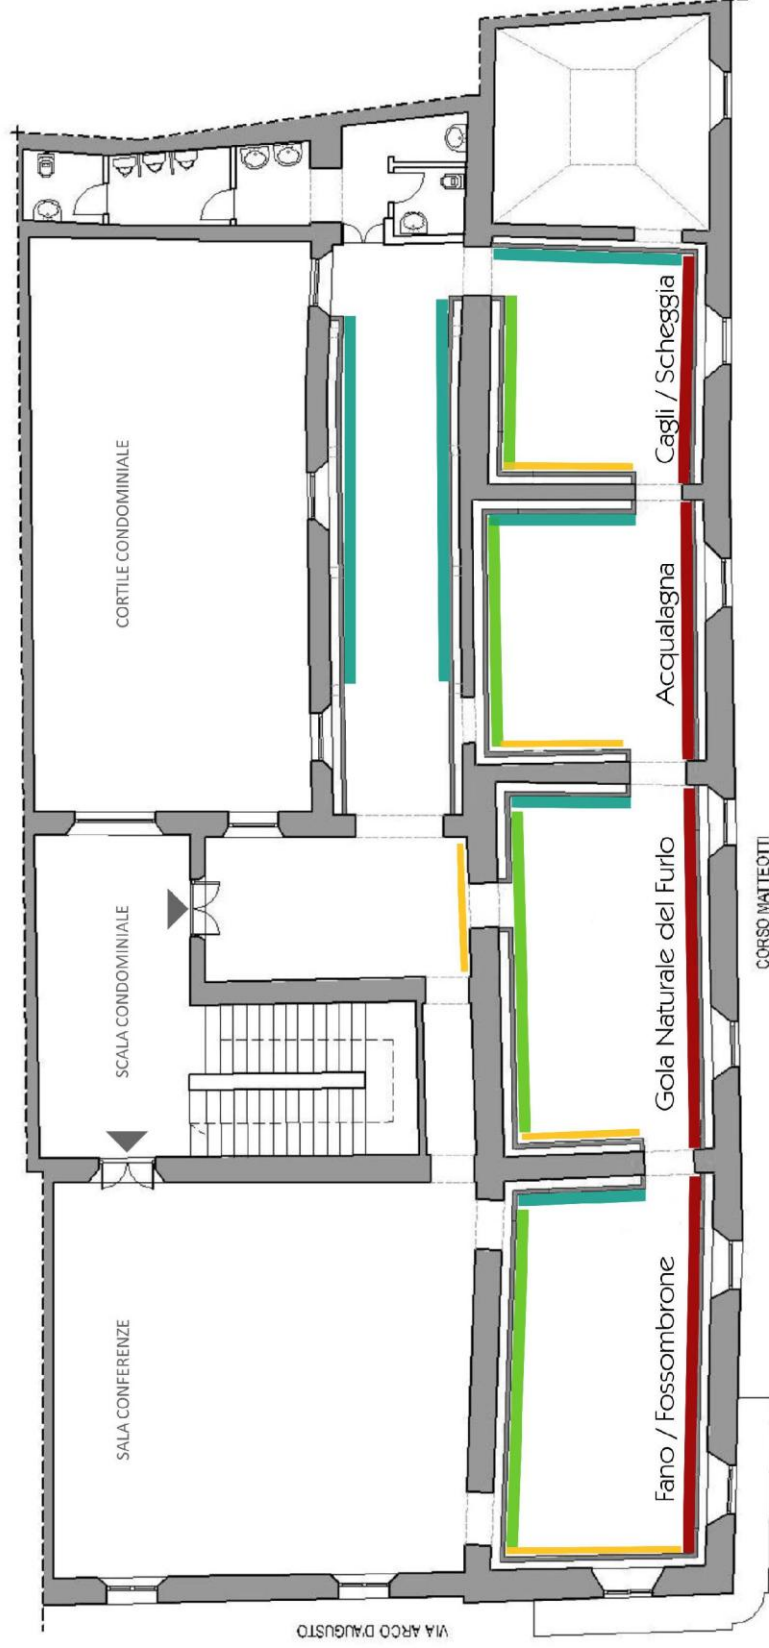 CORTILE CONDOMINIALE
SCALA CONDOMINIALE
SALA CONFERENZE
Cagli / Scheggia
Acqualagna
Gola Naturale del Furlo
Fano / Fossombrone
CORSO MATTEOTTI
VIA ARCO D'AUGUSTO